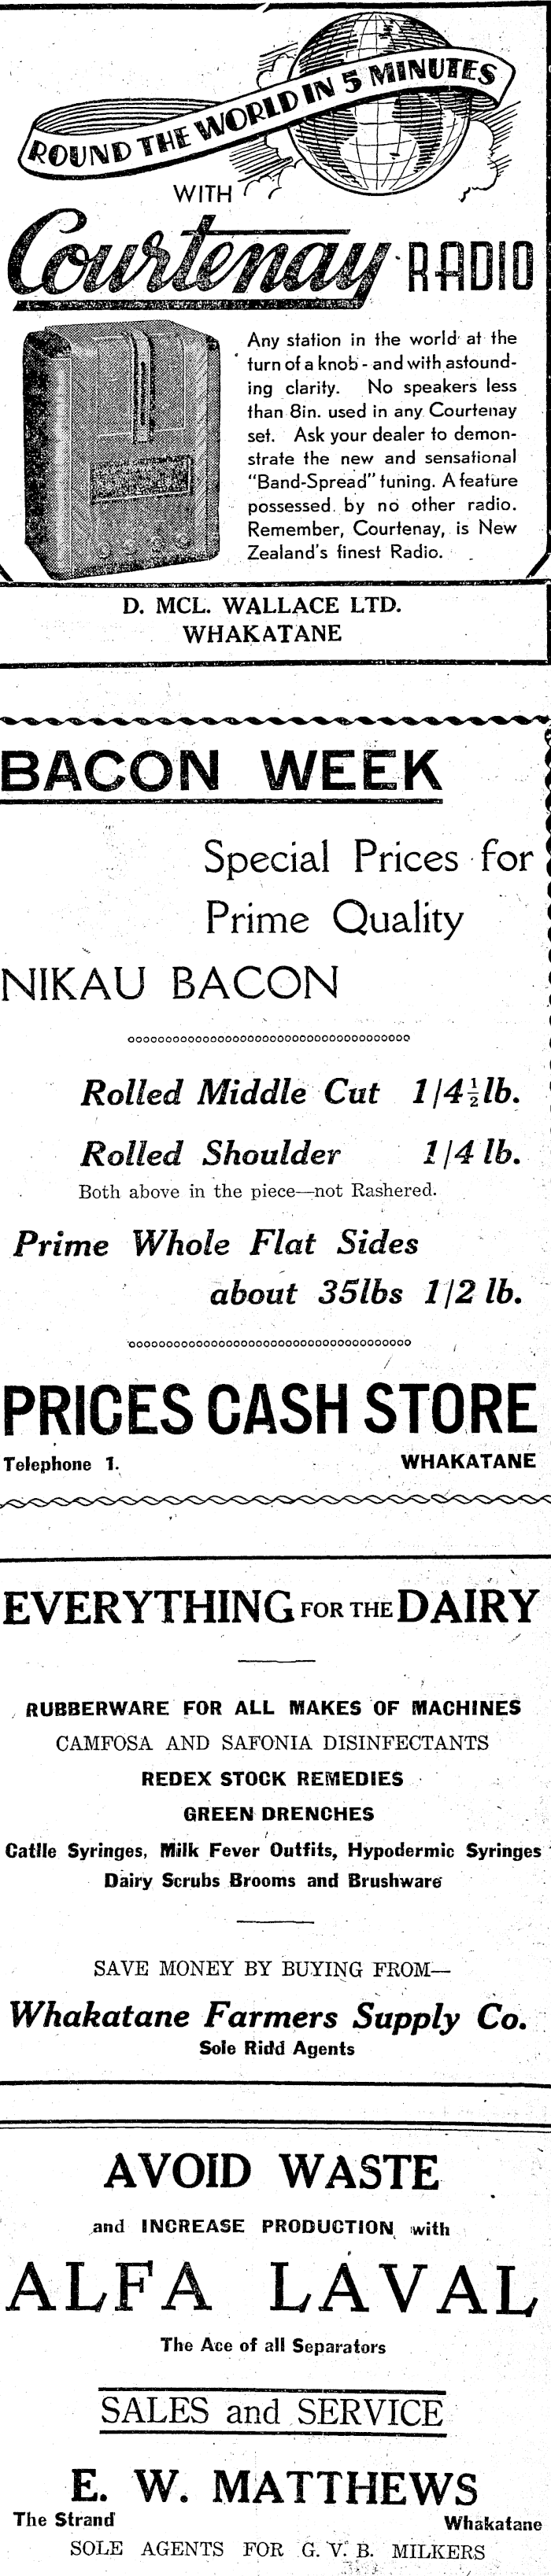 ROUND THE WORLD IN 5 MINUTES
WITH
Courtenay RADIO
Any station in the world at the
turn of a knob - and with astound-
ing clarity. No speakers less
than 8in. used in any Courtenay
set. Ask your dealer to demon-
strate the new and sensational
"Band-Spread" tuning. A feature
possessed by no other radio.
Remember, Courtenay, is New
Zealand's finest Radio.
D. MCL. WALLACE LTD.
WHAKATANE
BACON WEEK
Special Prices for
Prime Quality
NIKAU BACON
Rolled Middle Cut 1/4½ lb.
Rolled Shoulder 1/4 lb.
Both above in the piece—not Rashered.
Prime Whole Flat Sides
about 35lbs 1/2 lb.
PRICES CASH STORE
Telephone 1. WHAKATANE
EVERYTHING FOR THE DAIRY
RUBBERWARE FOR ALL MAKES OF MACHINES
CAMFOSA AND SAFONIA DISINFECTANTS
REDEX STOCK REMEDIES
GREEN DRENCHES
Catlle Syringes, Milk Fever Outfits, Hypodermic Syringes
Dairy Scrubs Brooms and Brushware
SAVE MONEY BY BUYING FROM—
Whakatane Farmers Supply Co.
Sole Ridd Agents
AVOID WASTE
and INCREASE PRODUCTION with
ALFA LAVAL
The Ace of all Separators
SALES and SERVICE
E. W. MATTHEWS
The Strand Whakatane
SOLE AGENTS FOR G. V. B. MILKERS